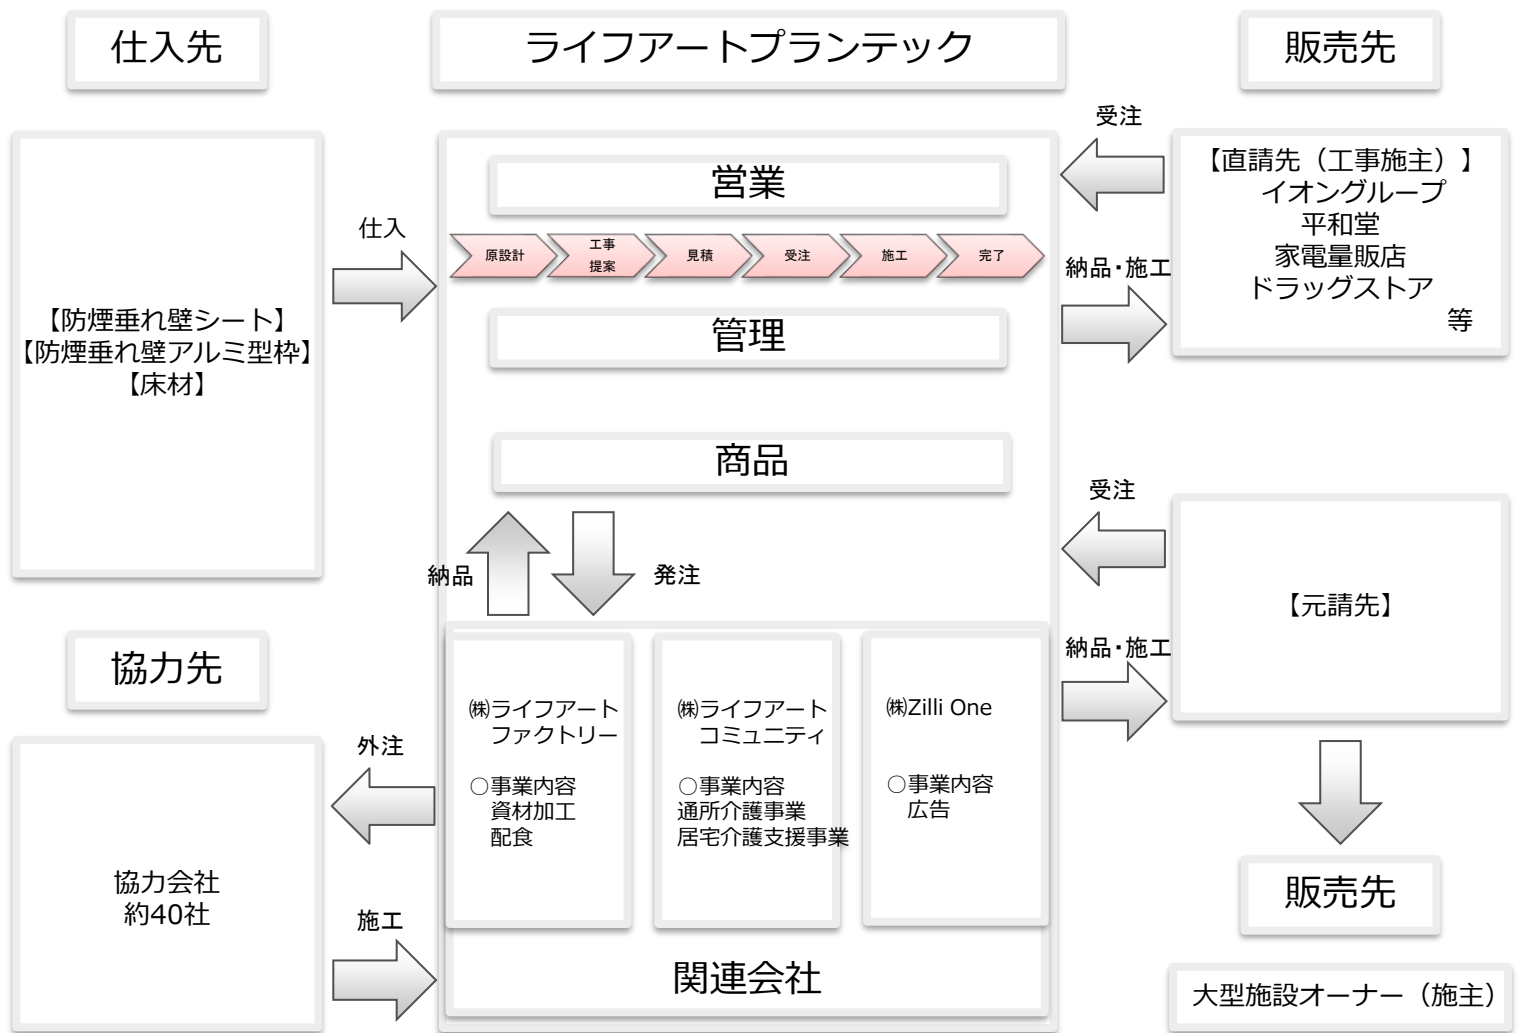 仕入先
ライフアートプランテック
販売先
【防煙垂れ壁シート】
【防煙垂れ壁アルミ型枠】
【床材】
仕入
営業
原設計
工事
提案
見積
受注
施工
完了
管理
商品
納品
発注
受注
【直請先（工事施主）】
イオングループ
平和堂
家電量販店
ドラッグストア
等
納品・施工
受注
【元請先】
納品・施工
協力先
外注
協力会社
約40社
施工
㈱ライフアート
ファクトリー
○事業内容
資材加工
配食
㈱ライフアート
コミュニティ
○事業内容
通所介護事業
居宅介護支援事業
㈱Zilli One
○事業内容
広告
関連会社
販売先
大型施設オーナー（施主）